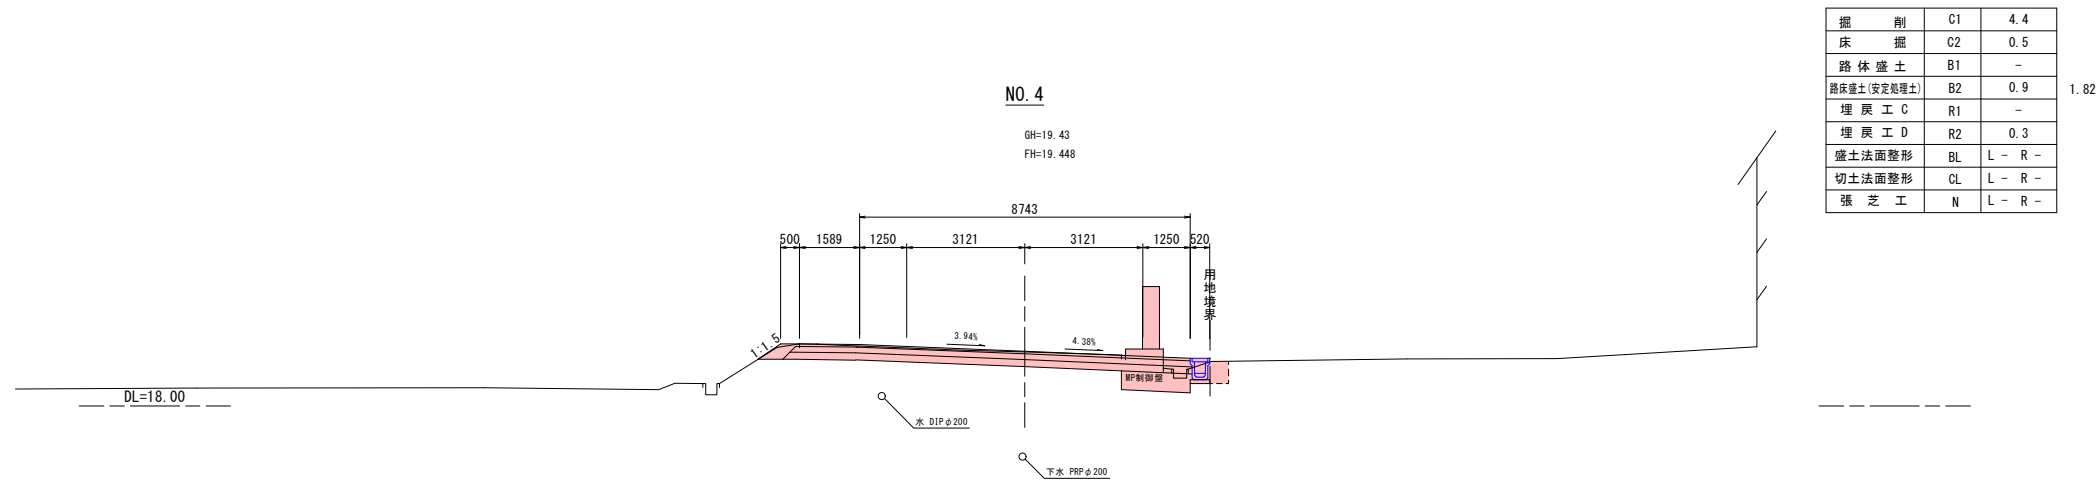 掘 削 C1 4.4
床 掘 C2 0.5
路体盛土 B1 -
路床盛土(安定処理土) B2 0.9 1.82
埋戻工C R1 -
埋戻工D R2 0.3
盛土法面整形 BL L - R -
切土法面整形 CL L - R -
張芝工 N L - R -
NO.4
GH=19.43
FH=19.448
8743
500 1589 1250 3121 3121 1250 520
用地境界
1:1.5
3.94%
4.38%
MP制御盤
DL=18.00
水 DIPφ200
下水 PRPφ200